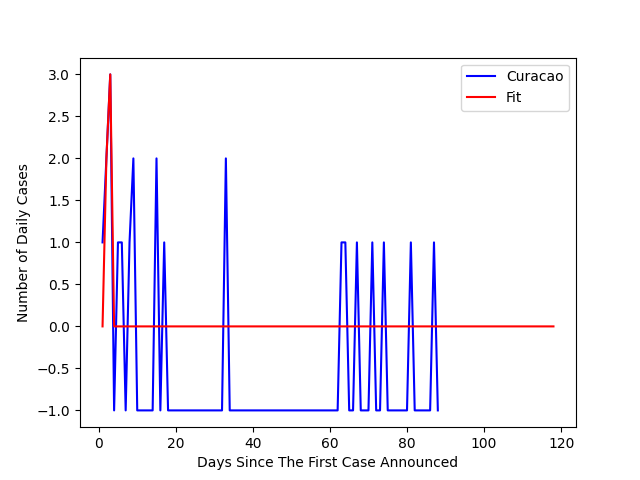 Curacao
Fit
3.0
2.5
2.0
1.5
1.0
0.5
0.0
−0.5
−1.0
Number of Daily Cases
0 20 40 60 80 100 120
Days Since The First Case Announced